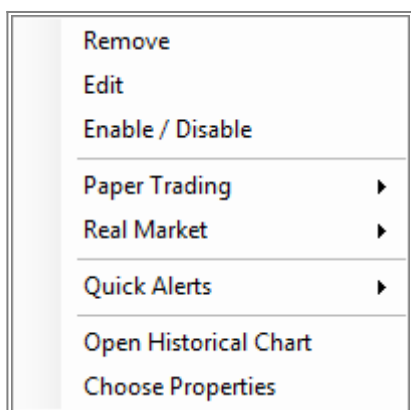 Remove
Edit
Enable / Disable
Paper Trading
Real Market
Quick Alerts
Open Historical Chart
Choose Properties